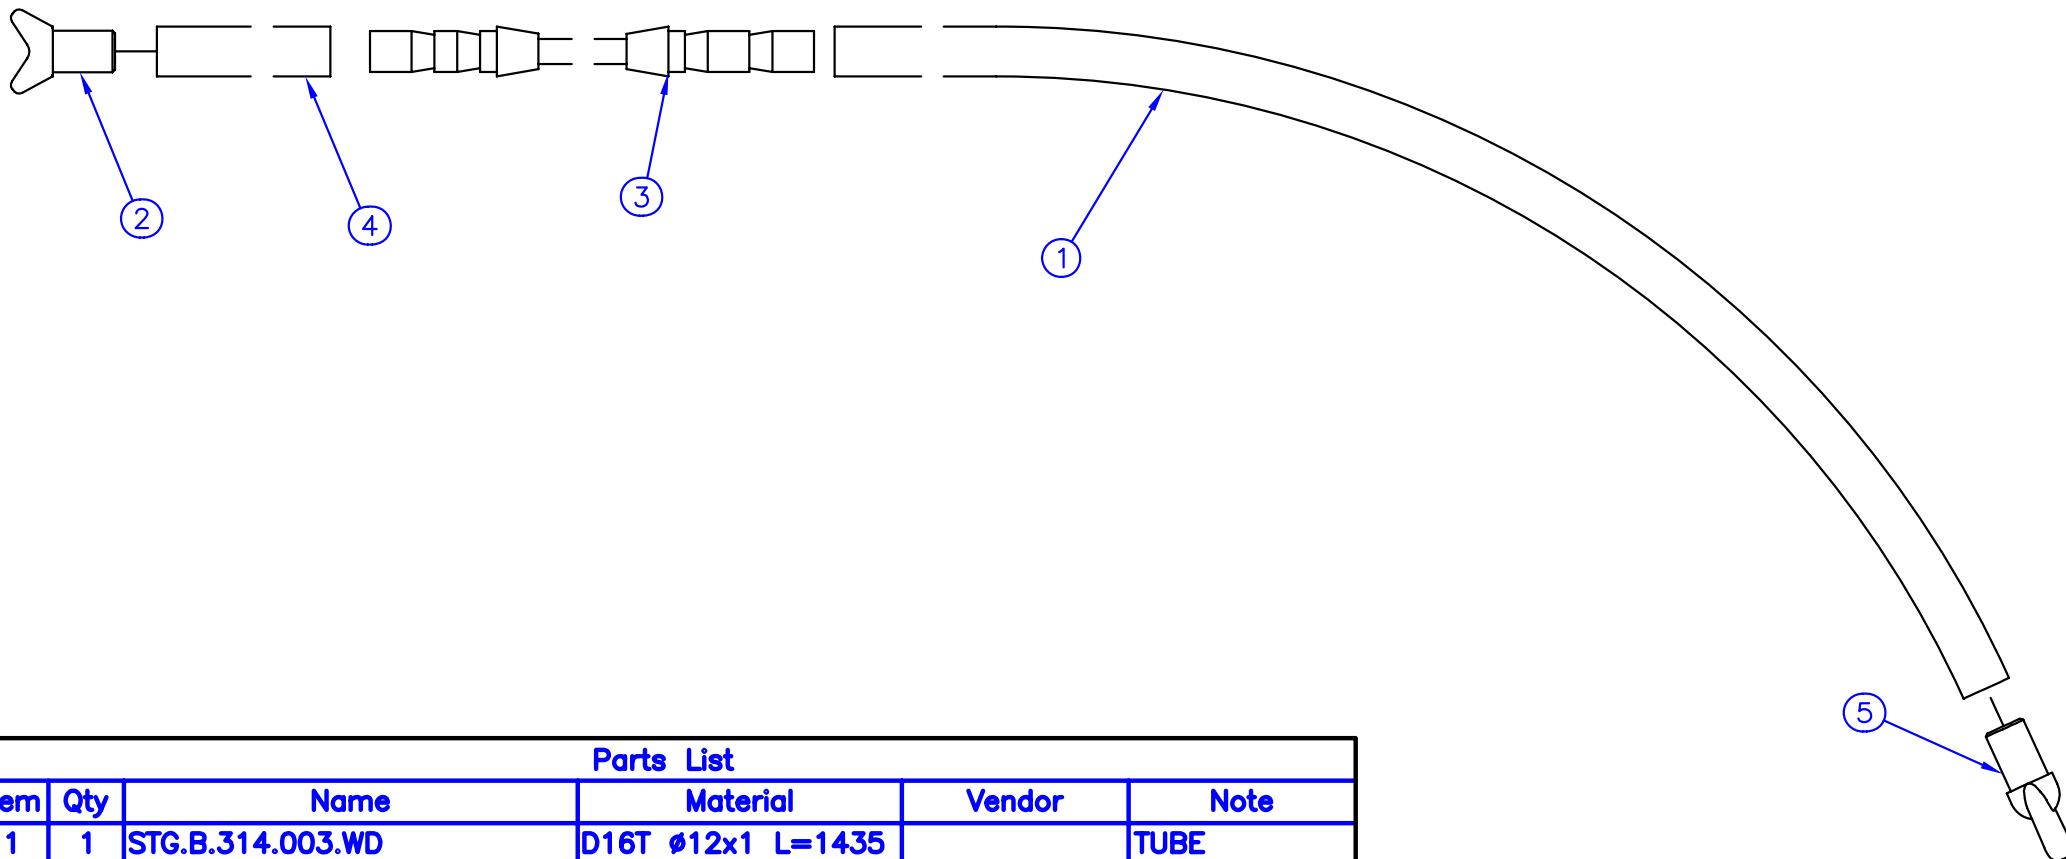 2
4
3
1
5
Parts List
em Qty Name Material Vendor Note
1 1 STG.B.314.003.WD D16T ø12x1 L=1435 TUBE